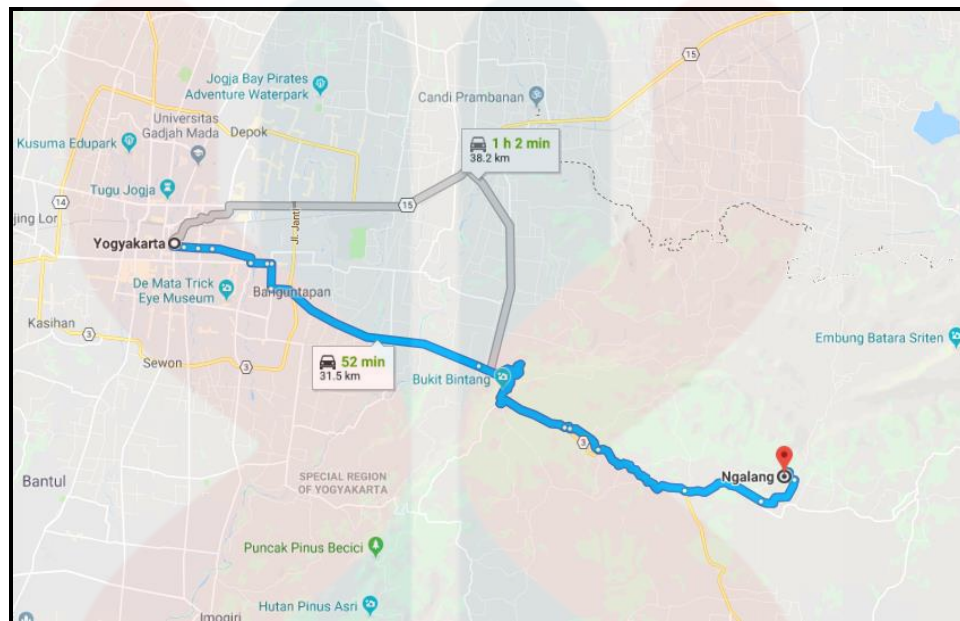 15
Jogja Bay Pirates
Adventure Waterpark
Candi Prambanan
Universitas
Gadjah Mada
Depok
Kusuma Edupark
1 h 2 min
38.2 km
Tugu Jogja
14
jing Lor
15
Jl. Janti
Yogyakarta
De Mata Trick
Eye Museum
Banguntapan
Kasihan
3
Sewon
3
52 min
31.5 km
Bukit Bintang
Embung Batara Sriten
3
Bantul
SPECIAL REGION
OF YOGYAKARTA
Ngalang
Puncak Pinus Becici
Hutan Pinus Asri
Imogiri